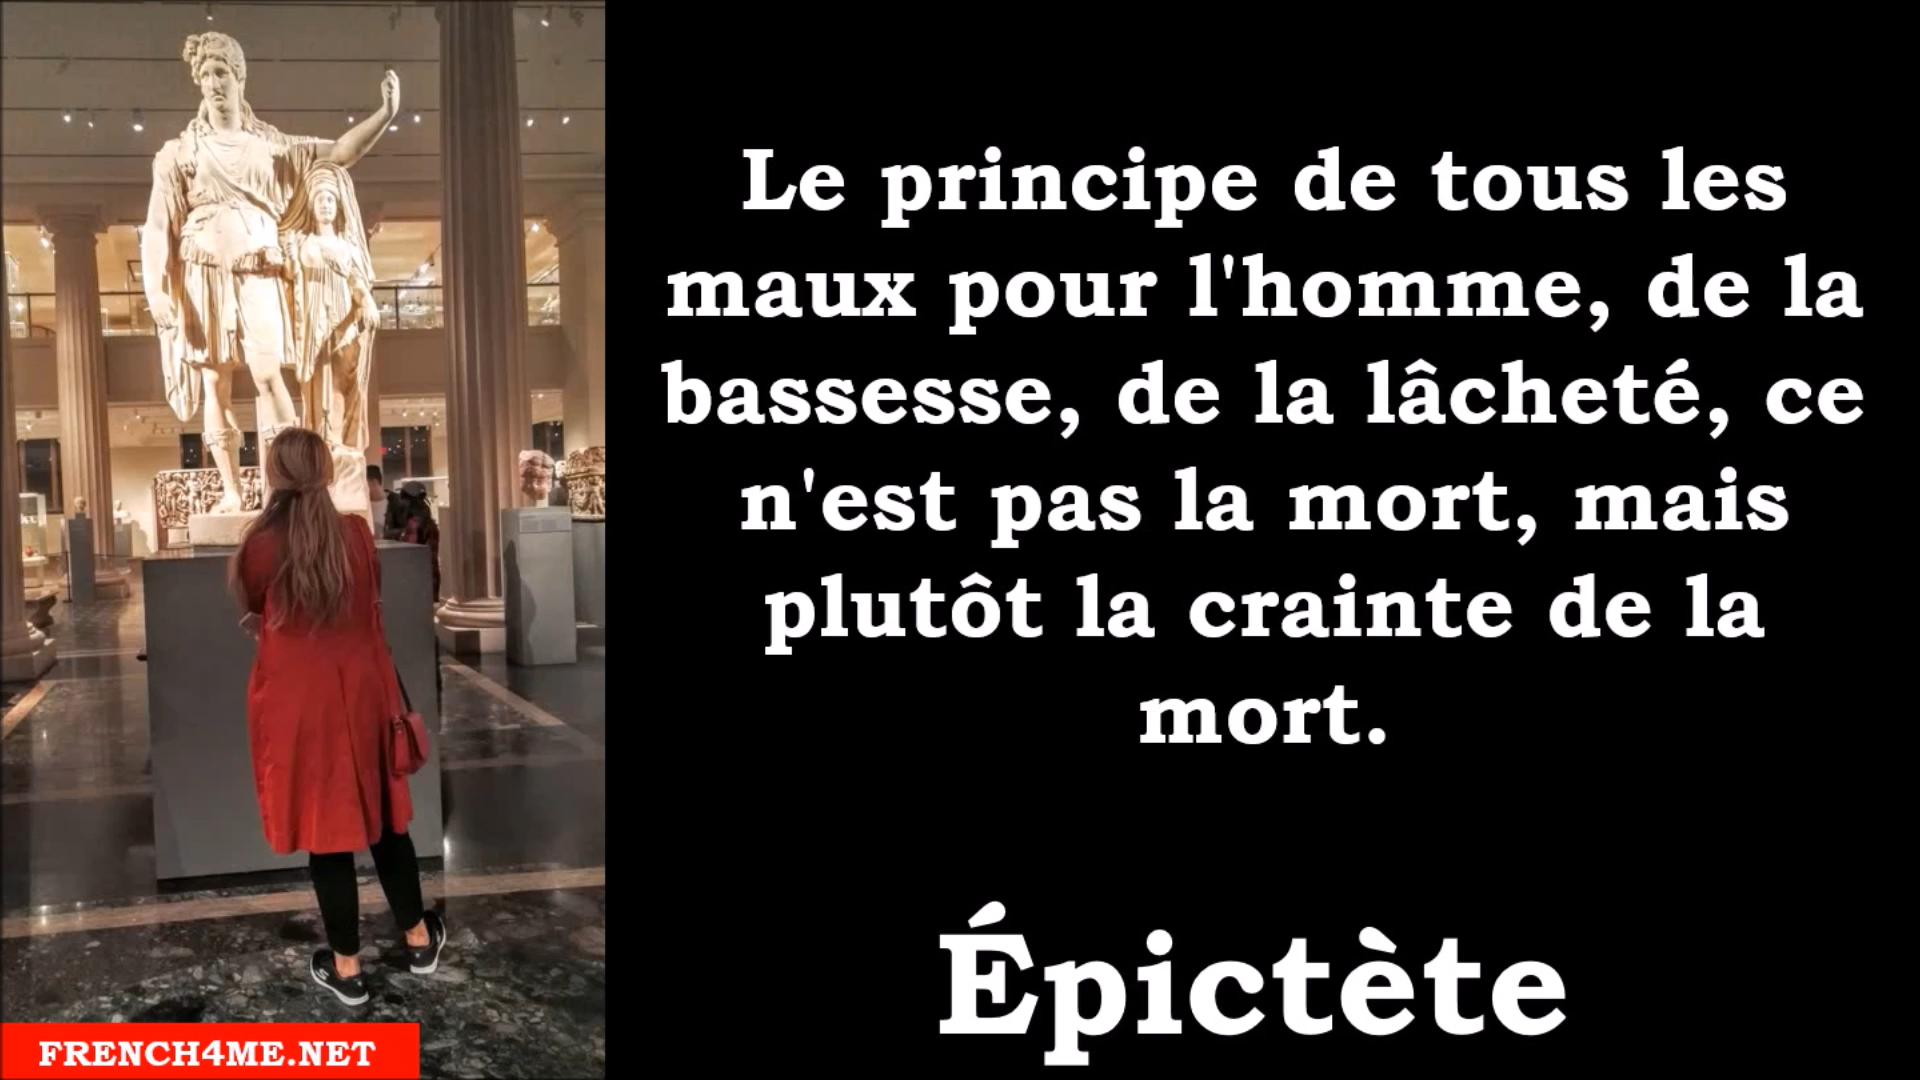 Le principe de tous les
maux pour l'homme, de la
bassesse, de la lâcheté, ce
n'est pas la mort, mais
plutôt la crainte de la
mort.
Épictète
FRENCH4ME.NET